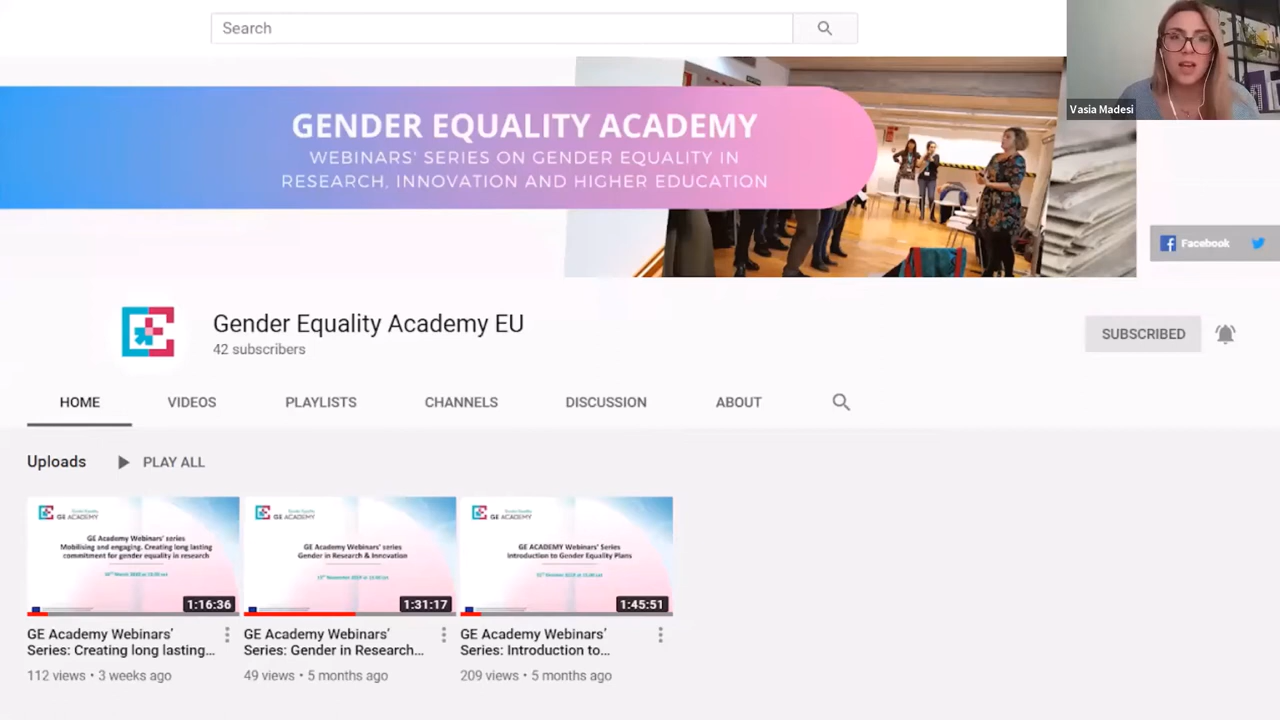 Search
Vasia Madesi
GENDER EQUALITY ACADEMY
WEBINARS' SERIES ON GENDER EQUALITY IN
RESEARCH, INNOVATION AND HIGHER EDUCATION
Facebook
Gender Equality Academy EU
42 subscribers
SUBSCRIBED
HOME
VIDEOS
PLAYLISTS
CHANNELS
DISCUSSION
ABOUT
Uploads
PLAY ALL
GE ACADEMY
GE Academy Webinars' series
Mobilising and engaging. Creating long lasting
commitment for gender equality in research
1:16:36
GE ACADEMY
GE Academy Webinars' series
Gender in Research & Innovation
1:31:17
GE ACADEMY
GE ACADEMY Webinars' Series
Introduction to Gender Equality Plans
1:45:51
GE Academy Webinars'
Series: Creating long lasting...
112 views • 3 weeks ago
GE Academy Webinars'
Series: Gender in Research...
49 views • 5 months ago
GE Academy Webinars'
Series: Introduction to...
209 views • 5 months ago